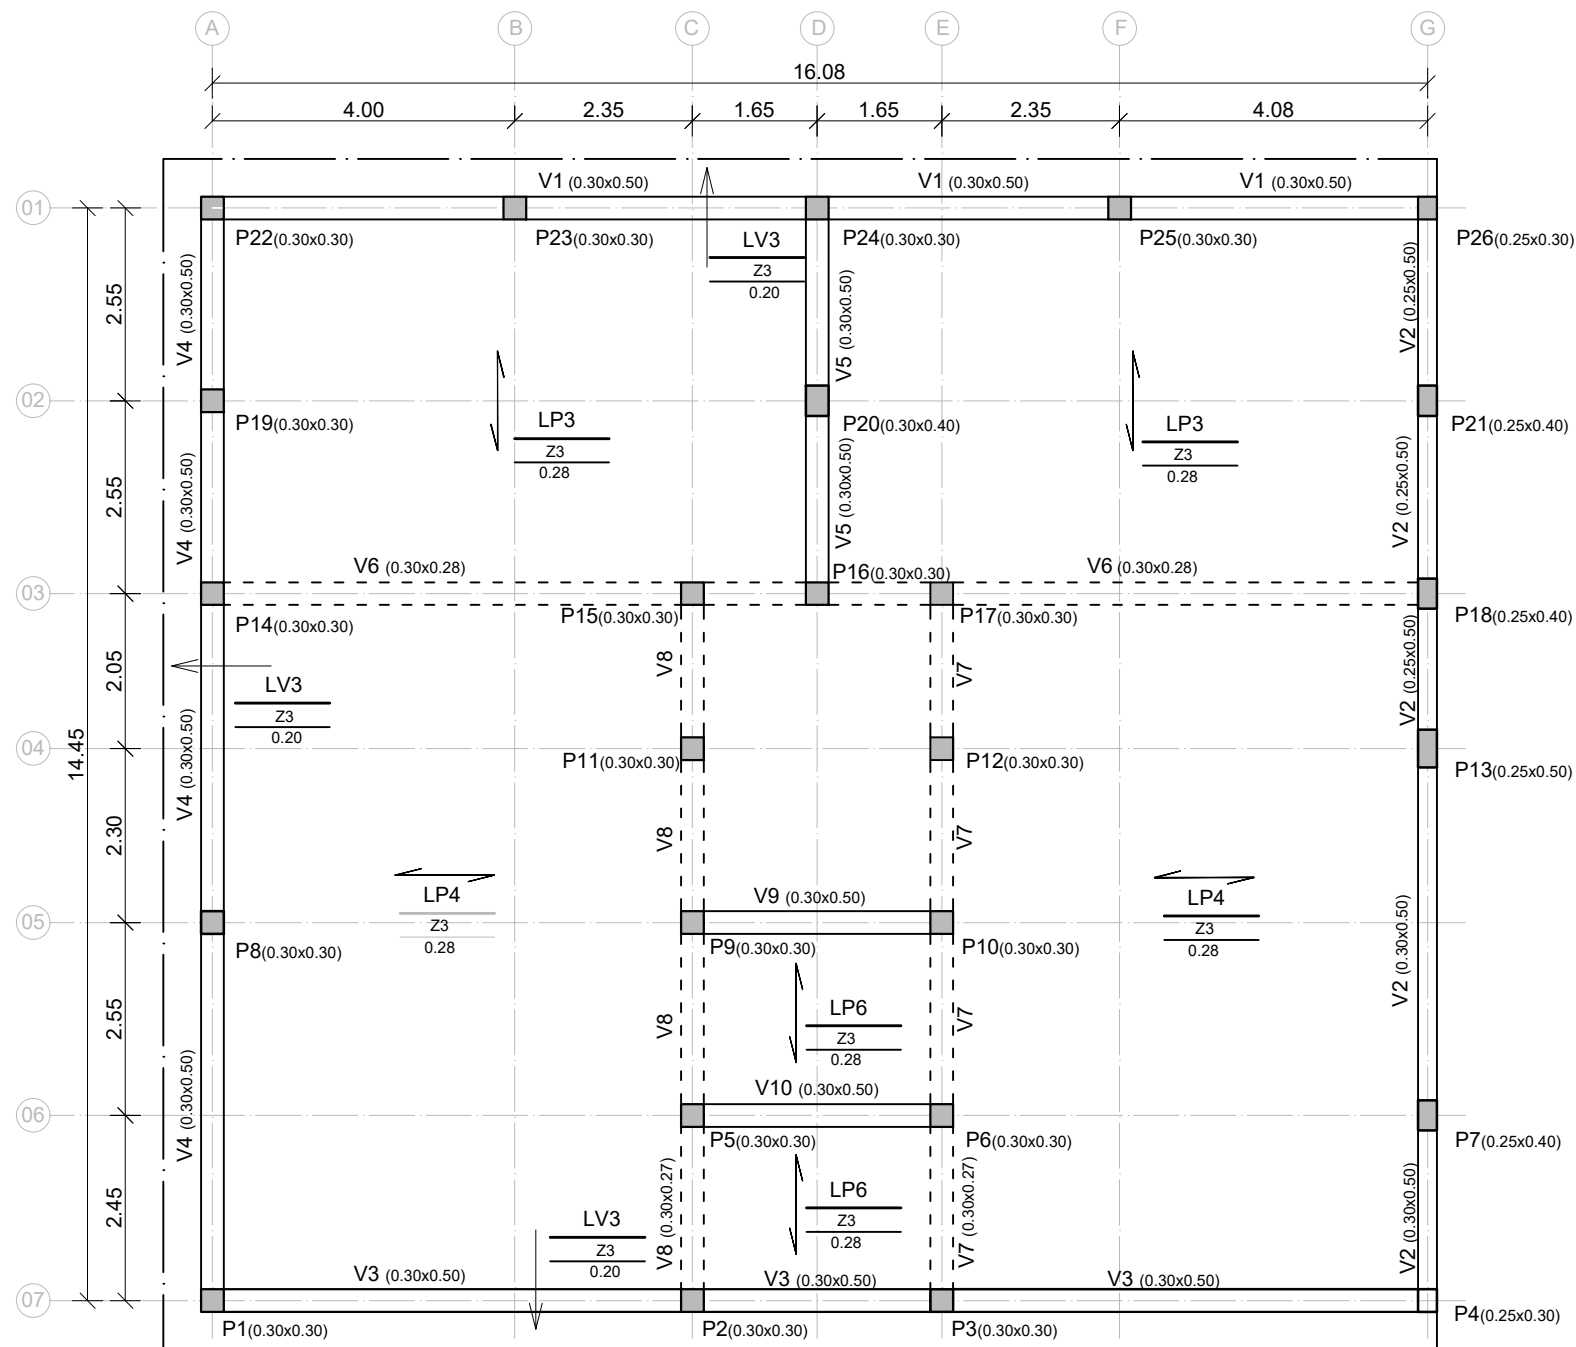 A B C D E F G
16.08
4.00 2.35 1.65 1.65 2.35 4.08
V1 (0.30x0.50) V1 (0.30x0.50) V1 (0.30x0.50)
01
P22(0.30x0.30) P23(0.30x0.30) LV3 P24(0.30x0.30) P25(0.30x0.30) P26(0.25x0.30)
Z3
0.20
2.55
V4 (0.30x0.50)
V5 (0.30x0.50)
V2 (0.25x0.50)
02
P19(0.30x0.30) LP3 P20(0.30x0.40) LP3 P21(0.25x0.40)
Z3 Z3
0.28 0.28
2.55
V4 (0.30x0.50)
V5 (0.30x0.50)
V2 (0.25x0.50)
V6 (0.30x0.28) P16(0.30x0.30) V6 (0.30x0.28)
03
P14(0.30x0.30) P15(0.30x0.30) P17(0.30x0.30) P18(0.25x0.40)
2.05
V8
V7
V2 (0.25x0.50)
LV3
Z3
0.20
14.45
04
V4 (0.30x0.50)
P11(0.30x0.30) P12(0.30x0.30) P13(0.25x0.50)
2.30
V8
V7
LP4 V9 (0.30x0.50) LP4
05
Z3 Z3
0.28 0.28
P8(0.30x0.30) P9(0.30x0.30) P10(0.30x0.30)
V2 (0.30x0.50)
2.55
V8
V7
LP6
Z3
0.28
V4 (0.30x0.50)
V10 (0.30x0.50)
06
P5(0.30x0.30) P6(0.30x0.30) P7(0.25x0.40)
2.45
V8 (0.30x0.27)
V7 (0.30x0.27)
V2 (0.30x0.50)
LP6
Z3
0.28
LV3
Z3
0.20
V3 (0.30x0.50) V3 (0.30x0.50) V3 (0.30x0.50)
07
P1(0.30x0.30) P2(0.30x0.30) P3(0.30x0.30) P4(0.25x0.30)